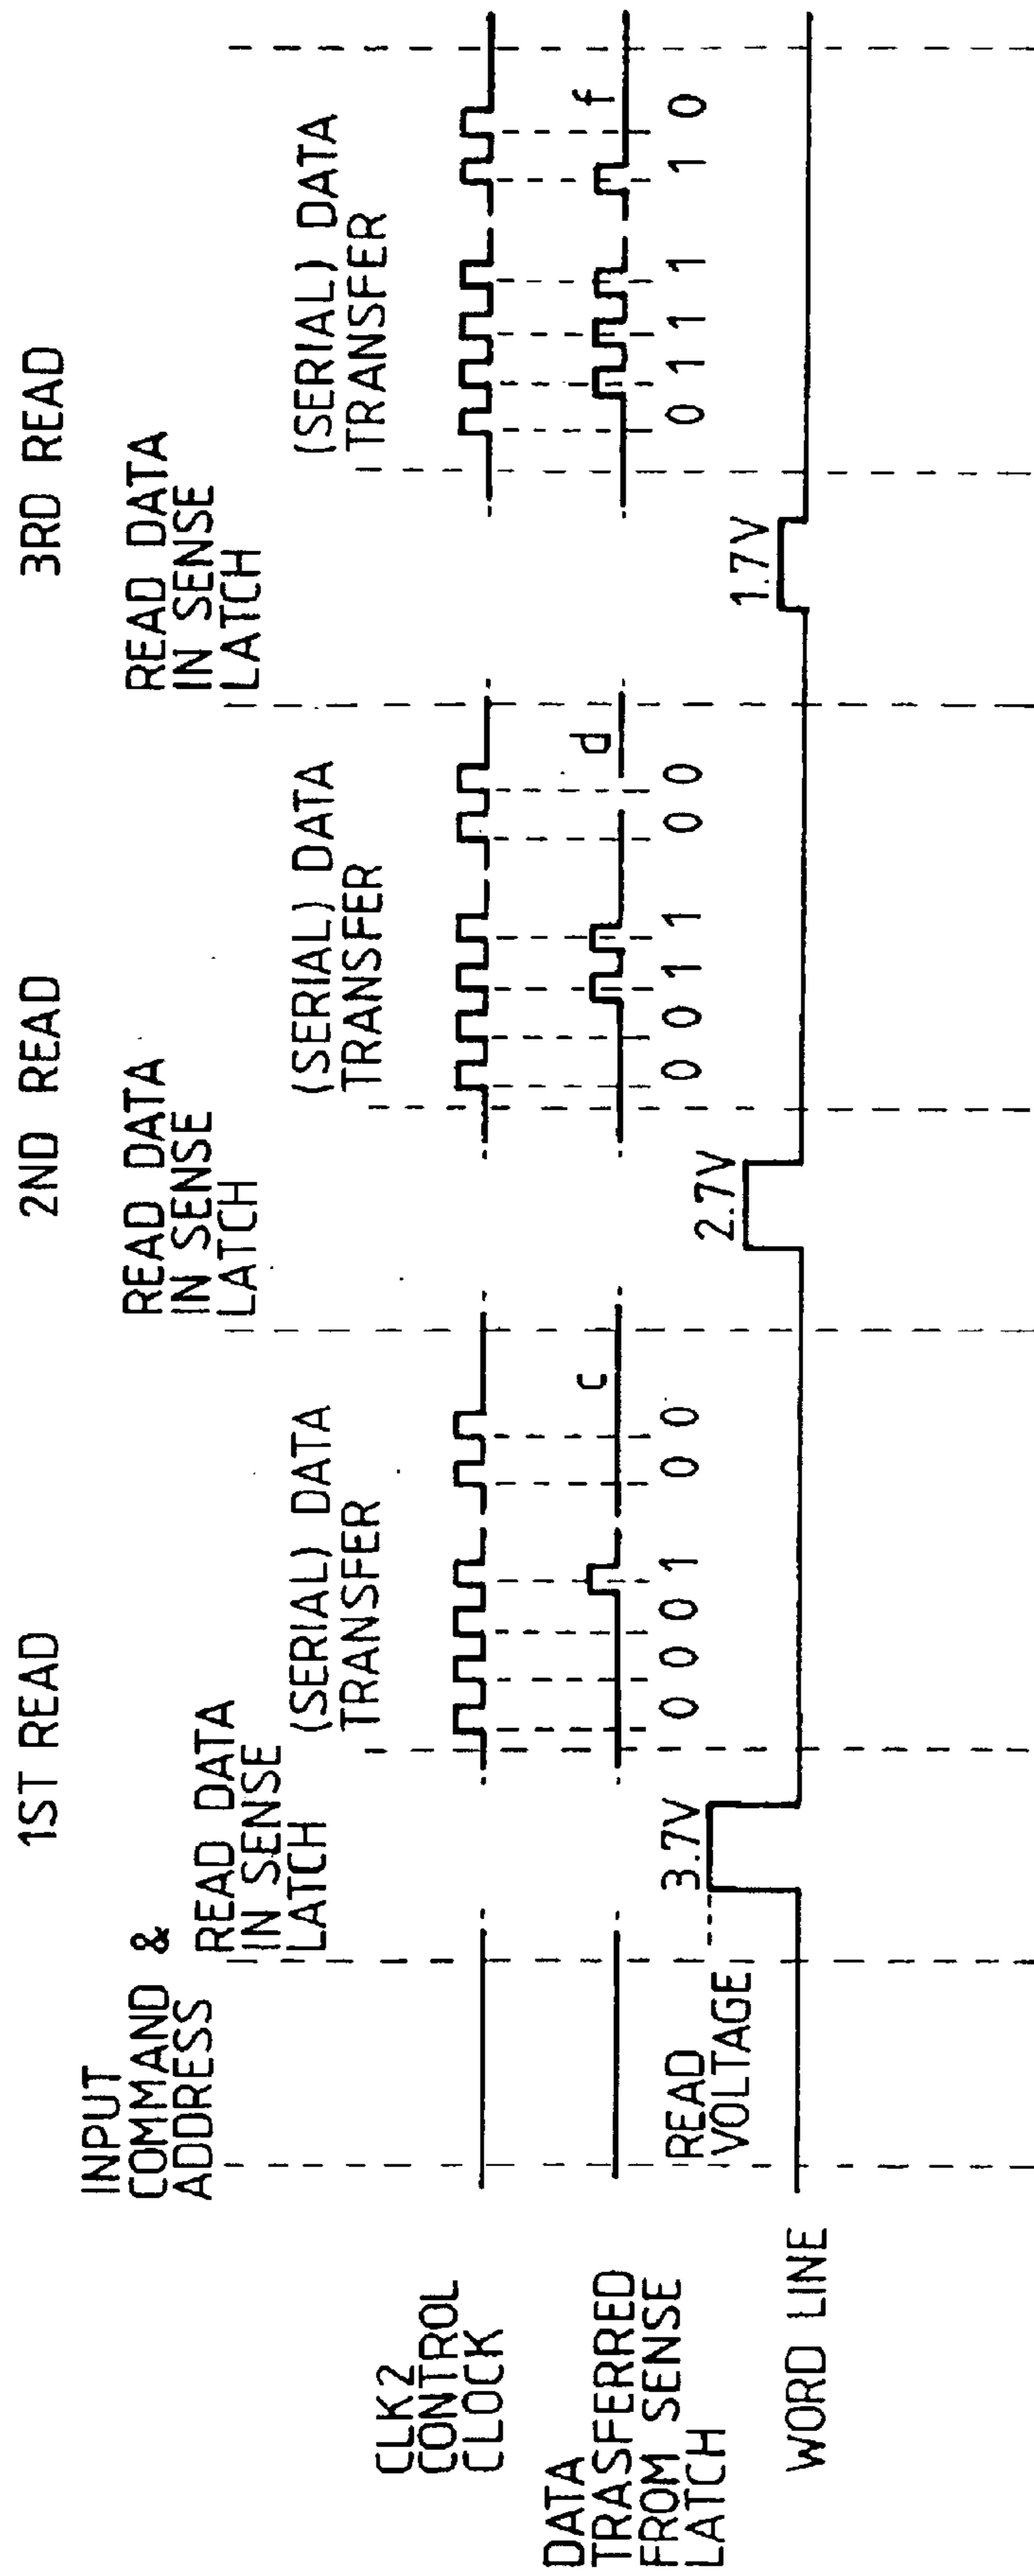 1ST READ
2ND READ
3RD READ
INPUT
COMMAND &
ADDRESS
READ DATA
IN SENSE
LATCH
(SERIAL) DATA
TRANSFER
READ DATA
IN SENSE
LATCH
(SERIAL) DATA
TRANSFER
READ DATA
IN SENSE
LATCH
(SERIAL) DATA
TRANSFER
CLK2
CONTROL
CLOCK
DATA
TRASFERRED
FROM SENSE
LATCH
c
d
f
0 0 0 1 0 0
0 0 1 1 0 0
0 1 1 1 1 0
READ
VOLTAGE
3.7V
2.7V
1.7V
WORD LINE